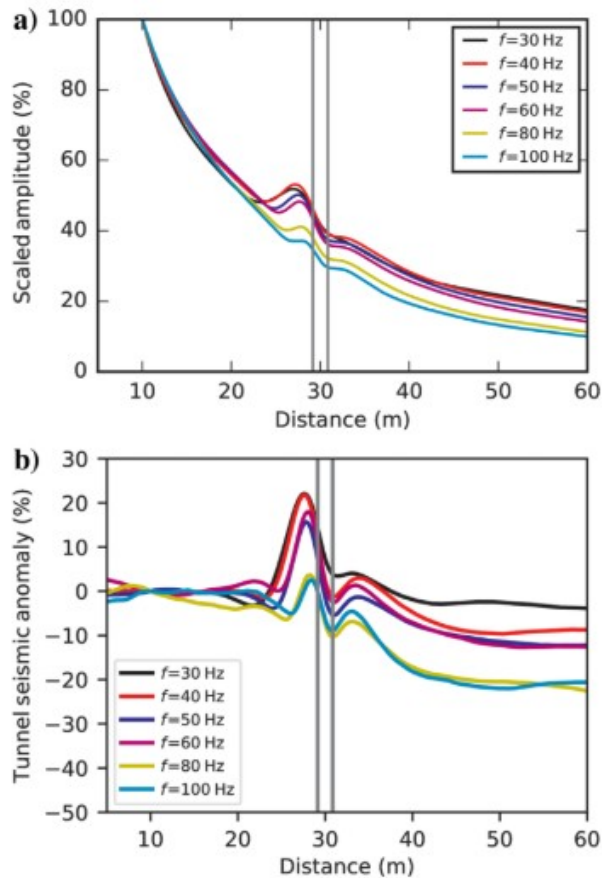 a)
100
80
60
40
20
0
Scaled amplitude (%)
f=30 Hz
f=40 Hz
f=50 Hz
f=60 Hz
f=80 Hz
f=100 Hz
10 20 30 40 50 60
Distance (m)
b)
30
20
10
0
−10
−20
−30
−40
−50
Tunnel seismic anomaly (%)
f=30 Hz
f=40 Hz
f=50 Hz
f=60 Hz
f=80 Hz
f=100 Hz
10 20 30 40 50 60
Distance (m)